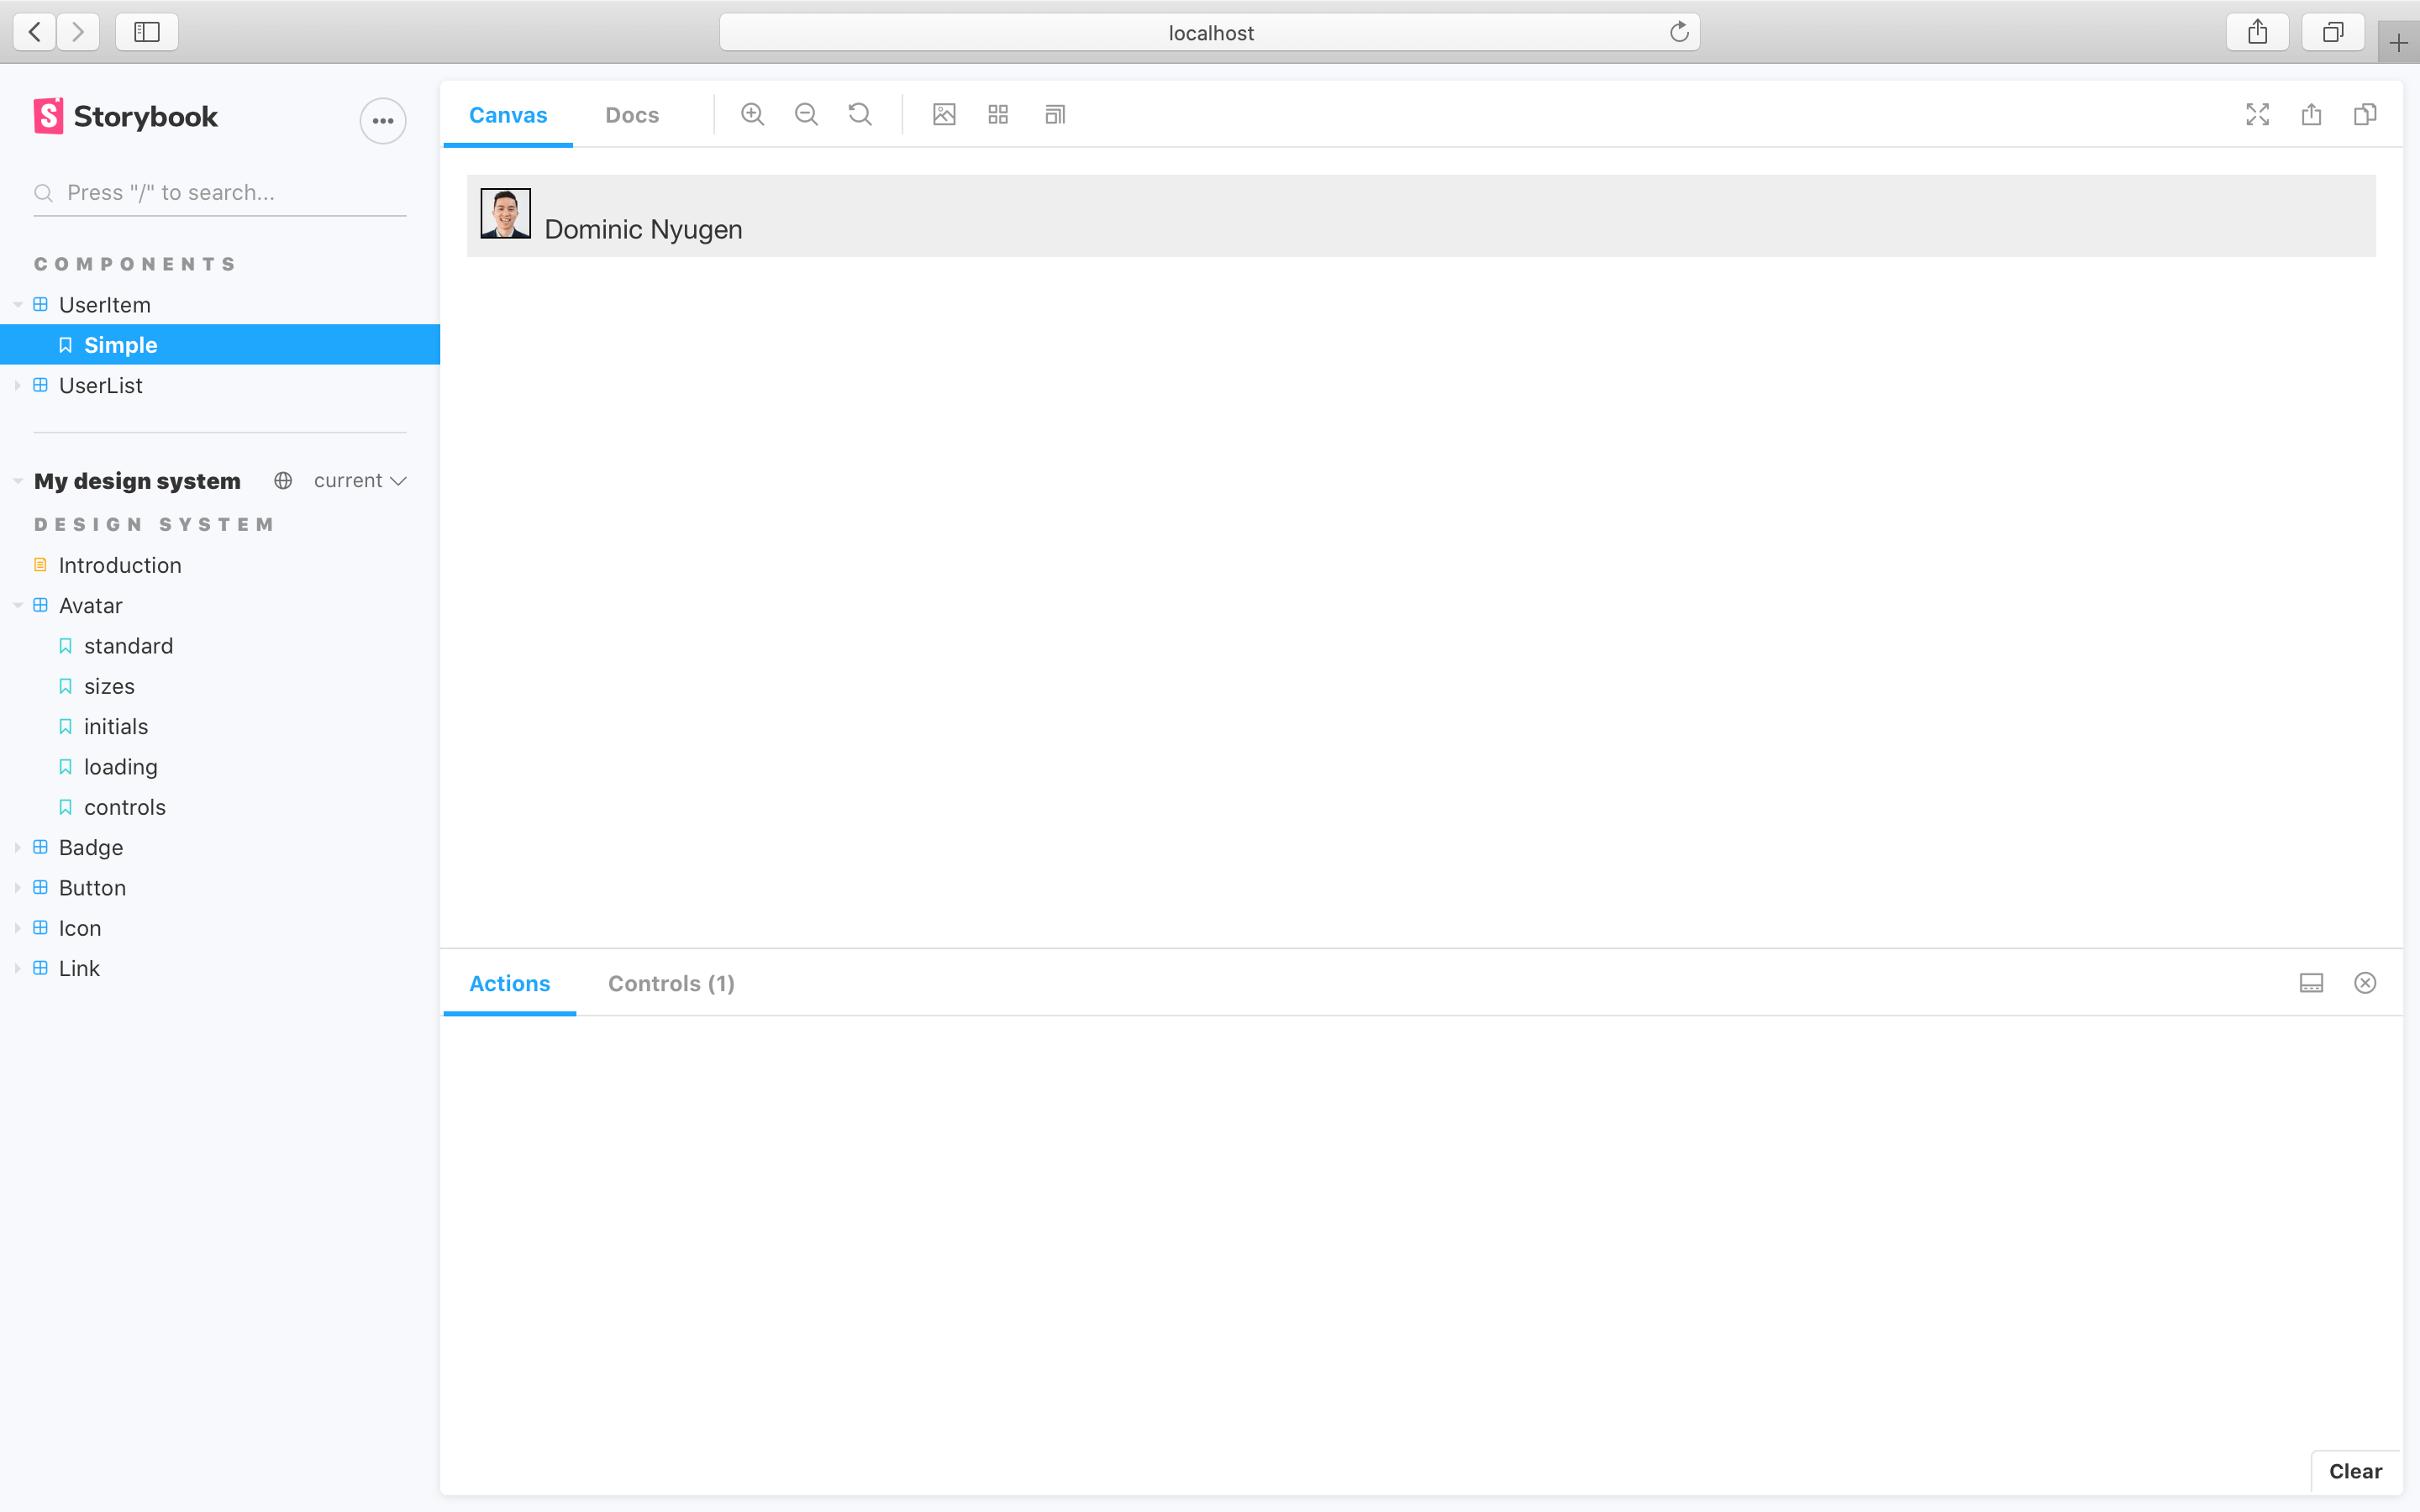 localhost
Storybook
Press "/" to search...
COMPONENTS
UserItem
Simple
UserList
My design system current
DESIGN SYSTEM
Introduction
Avatar
standard
sizes
initials
loading
controls
Badge
Button
Icon
Link
Canvas Docs
Dominic Nyugen
Actions Controls (1)
Clear